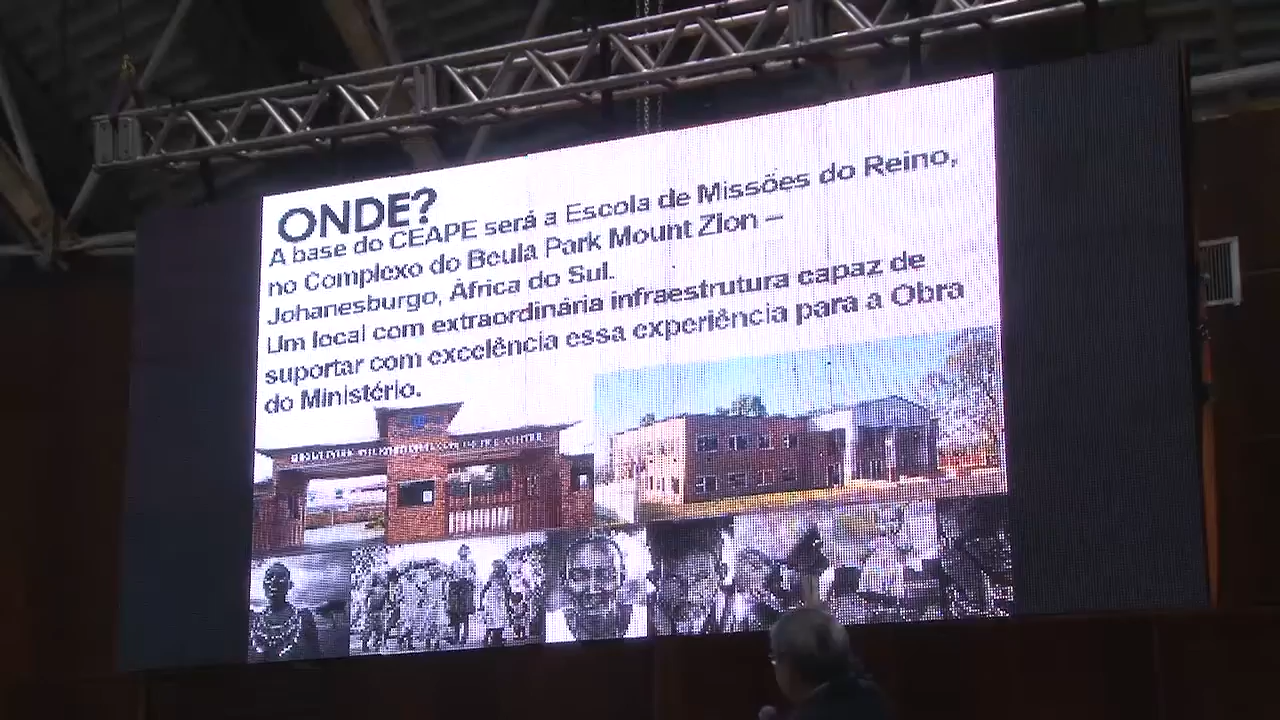 ONDE?
A base do CEAPE será a Escola de Missões do Reino,
no Complexo do Beula Park Mount Zion –
Johanesburgo, África do Sul.
Um local com extraordinária infraestrutura capaz de
suportar com excelência essa experiência para a Obra
do Ministério.